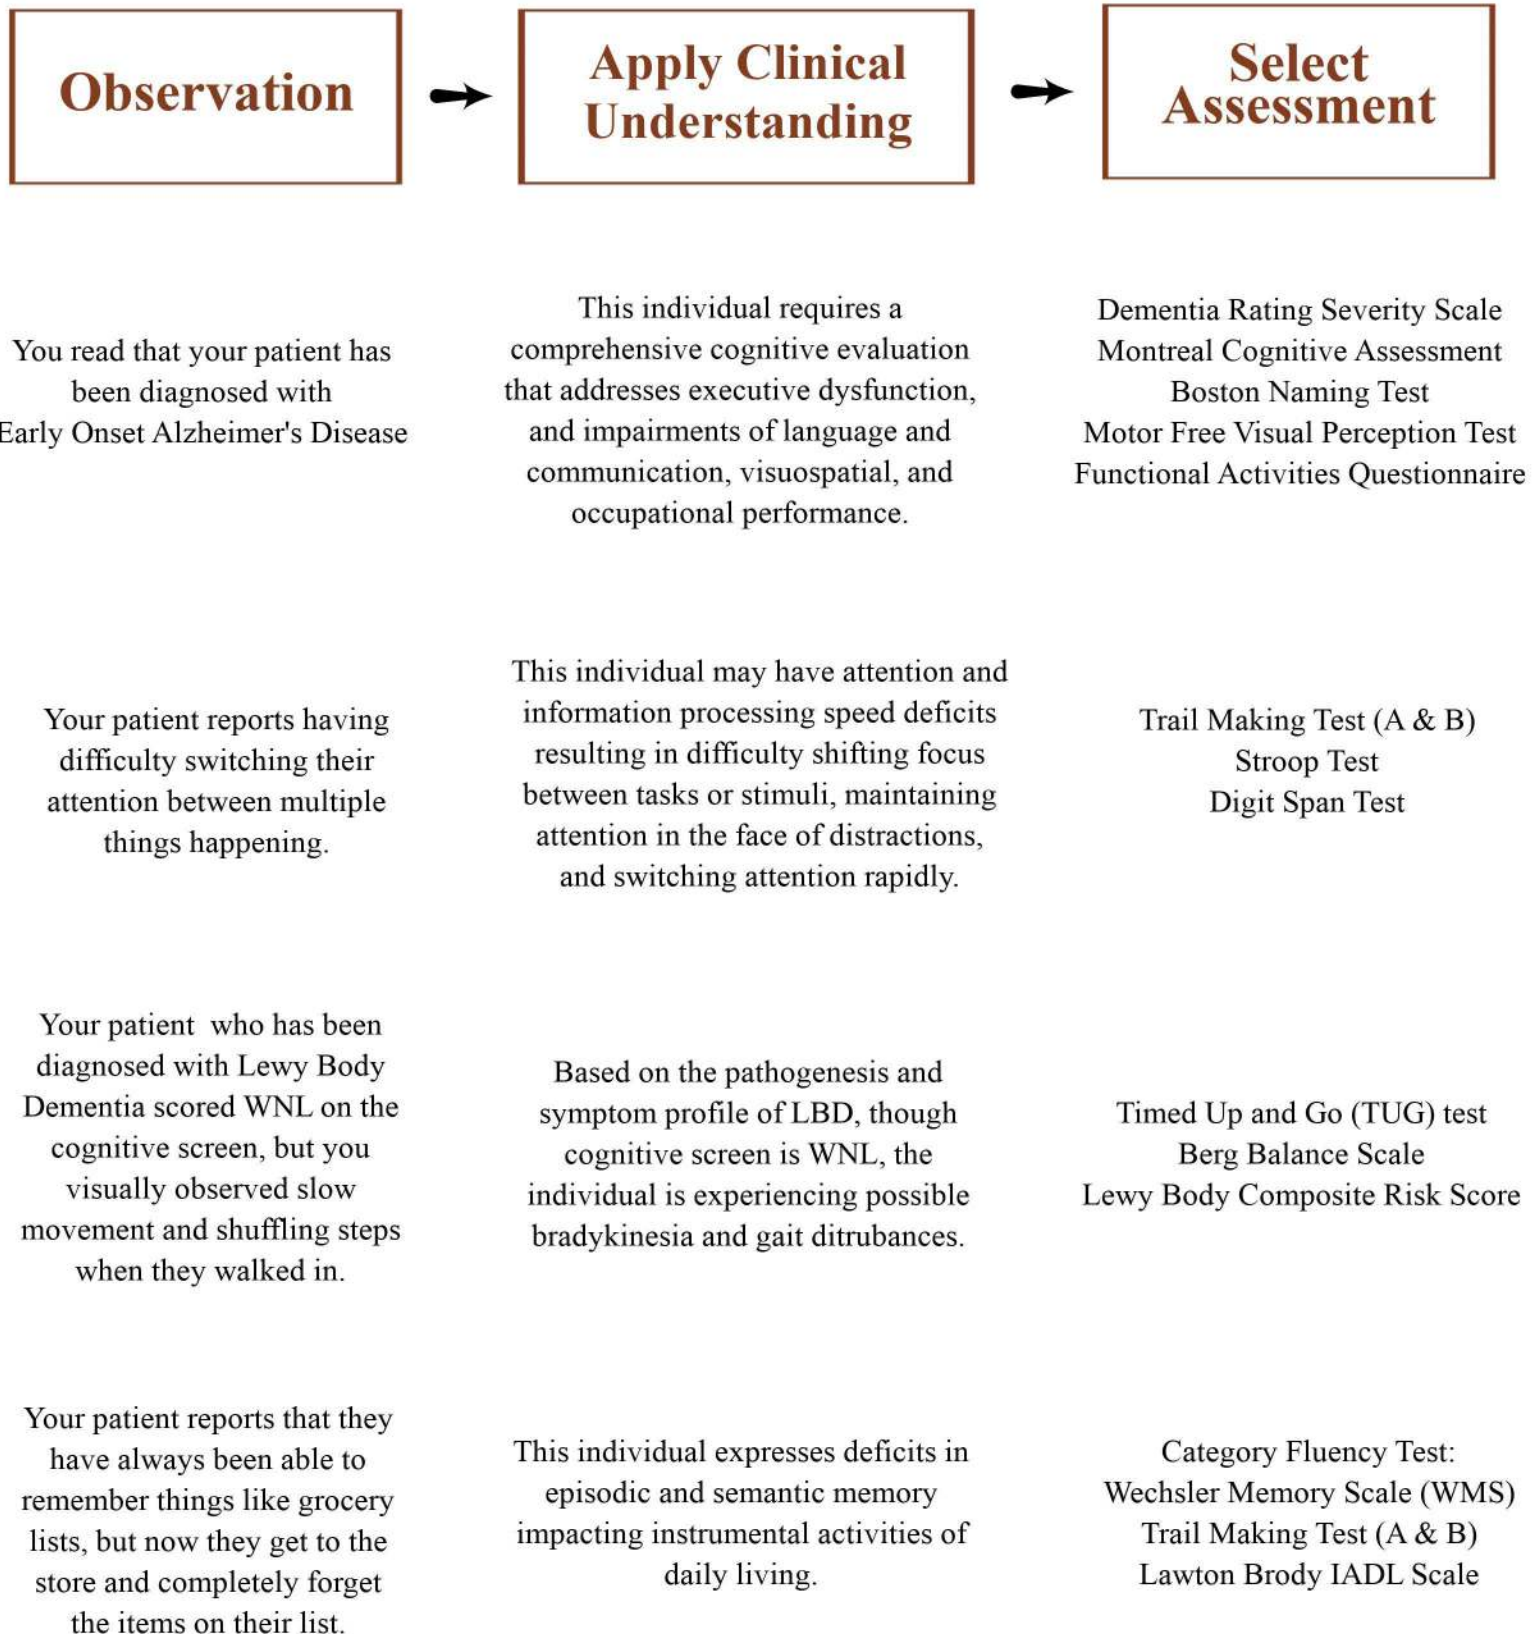 Observation
Apply Clinical
Understanding
Select
Assessment
You read that your patient has
been diagnosed with
Early Onset Alzheimer's Disease
This individual requires a
comprehensive cognitive evaluation
that addresses executive dysfunction,
and impairments of language and
communication, visuospatial, and
occupational performance.
Dementia Rating Severity Scale
Montreal Cognitive Assessment
Boston Naming Test
Motor Free Visual Perception Test
Functional Activities Questionnaire
Your patient reports having
difficulty switching their
attention between multiple
things happening.
This individual may have attention and
information processing speed deficits
resulting in difficulty shifting focus
between tasks or stimuli, maintaining
attention in the face of distractions,
and switching attention rapidly.
Trail Making Test (A & B)
Stroop Test
Digit Span Test
Your patient who has been
diagnosed with Lewy Body
Dementia scored WNL on the
cognitive screen, but you
visually observed slow
movement and shuffling steps
when they walked in.
Based on the pathogenesis and
symptom profile of LBD, though
cognitive screen is WNL, the
individual is experiencing possible
bradykinesia and gait ditrubances.
Timed Up and Go (TUG) test
Berg Balance Scale
Lewy Body Composite Risk Score
Your patient reports that they
have always been able to
remember things like grocery
lists, but now they get to the
store and completely forget
the items on their list.
This individual expresses deficits in
episodic and semantic memory
impacting instrumental activities of
daily living.
Category Fluency Test:
Wechsler Memory Scale (WMS)
Trail Making Test (A & B)
Lawton Brody IADL Scale